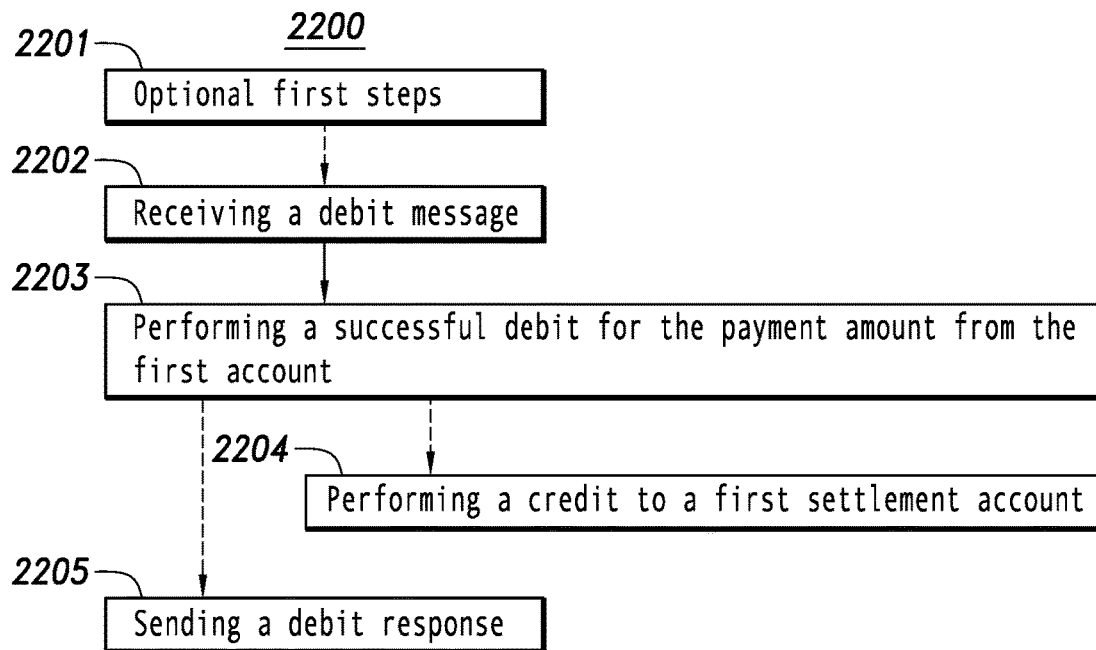 2200
2201
Optional first steps
2202
Receiving a debit message
2203
Performing a successful debit for the payment amount from the
first account
2204
Performing a credit to a first settlement account
2205
Sending a debit response